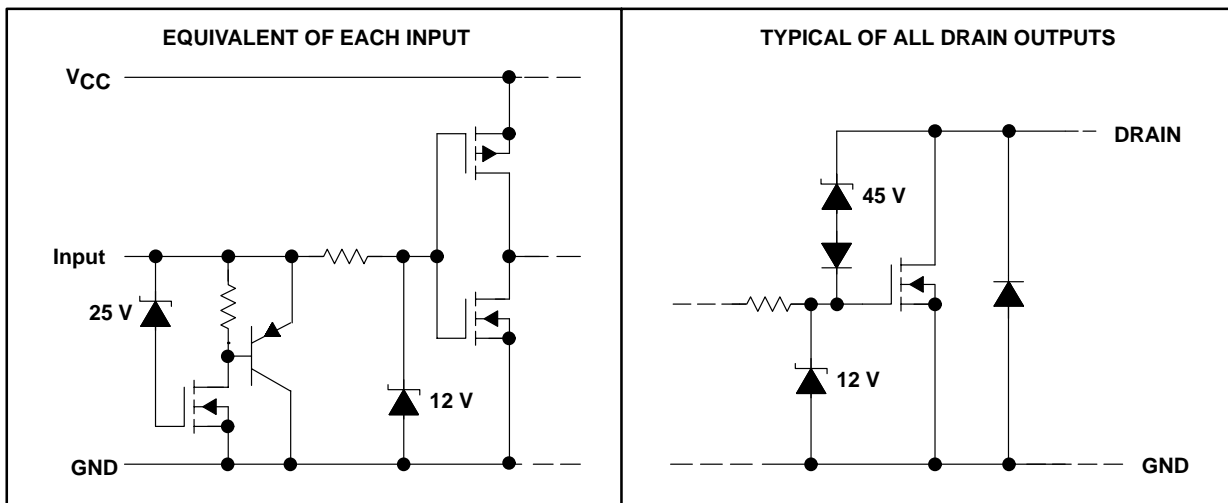 EQUIVALENT OF EACH INPUT
VCC
Input
25 V
12 V
GND
TYPICAL OF ALL DRAIN OUTPUTS
DRAIN
45 V
12 V
GND